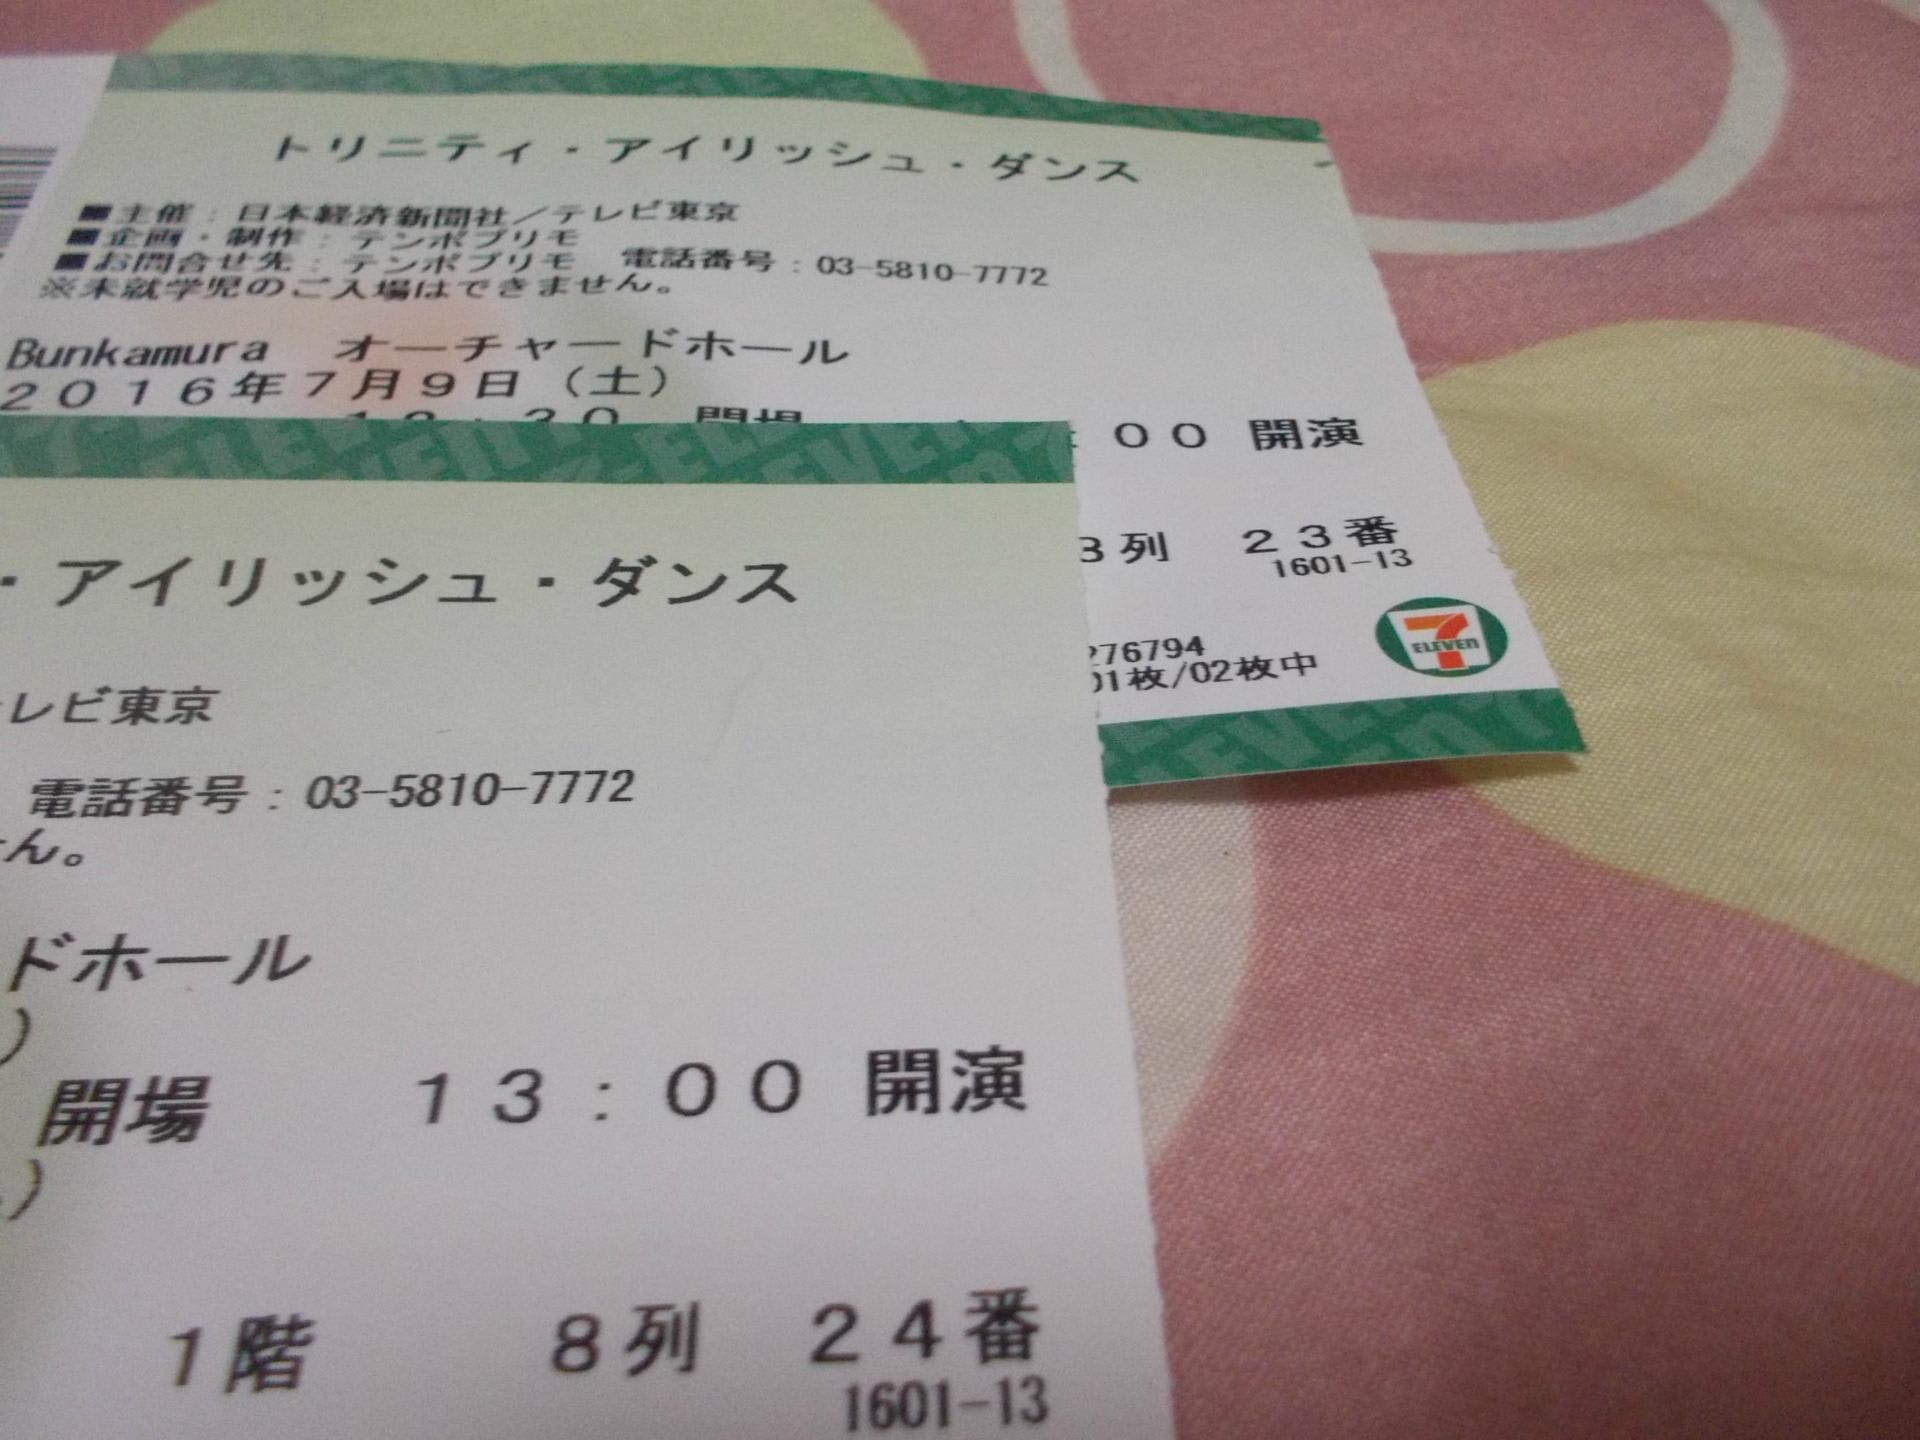 トリニティ・アイリッシュ・ダンス
■主催：日本経済新聞社／テレビ東京
■企画・制作：テンポプリモ
■お問合せ先：テンポプリモ　電話番号：03-5810-7772
※未就学児のご入場はできません。
Bunkamura　オーチャードホール
２０１６年７月９日（土）
：００ 開演
列　２３番
1601-13
276794
01枚/02枚中
7
ELEVEn
・アイリッシュ・ダンス
レビ東京
電話番号：03-5810-7772
ん。
ドホール
）
開場　１３：００ 開演
）
１階　８列　２４番
1601-13